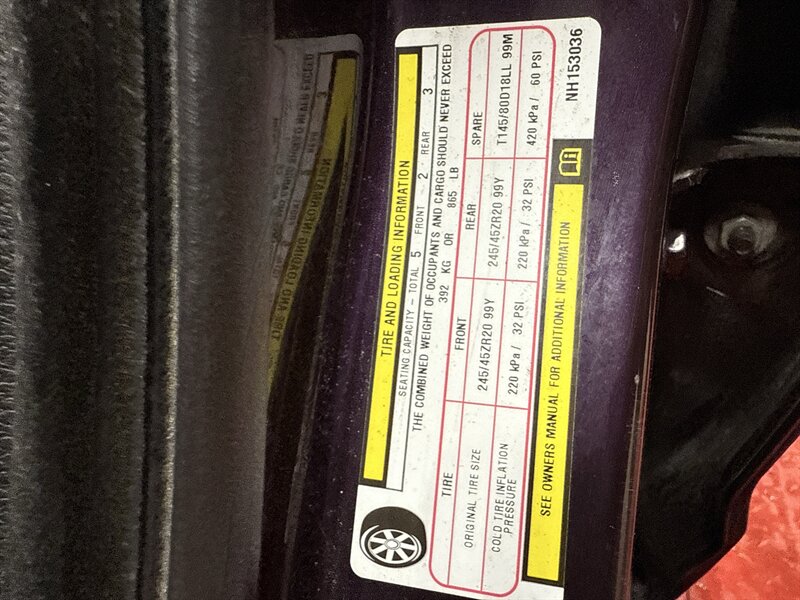 TIRE AND LOADING INFORMATION
SEATING CAPACITY – TOTAL 5 FRONT 2 REAR 3
THE COMBINED WEIGHT OF OCCUPANTS AND CARGO SHOULD NEVER EXCEED
392 KG OR 865 LB
TIRE FRONT REAR SPARE
ORIGINAL TIRE SIZE 245/45ZR20 99Y 245/45ZR20 99Y T145/80D18LL 99M
COLD TIRE INFLATION PRESSURE 220 kPa / 32 PSI 220 kPa / 32 PSI 420 kPa / 60 PSI
SEE OWNERS MANUAL FOR ADDITIONAL INFORMATION
NH153036